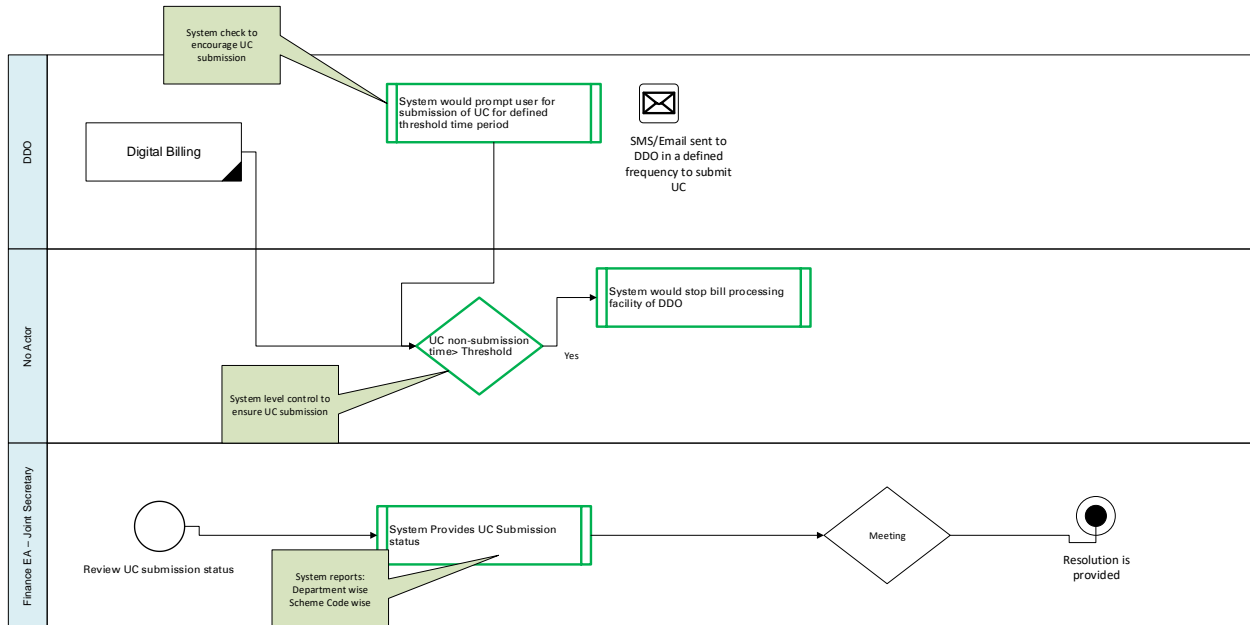 System check to
encourage UC
submission
DDO
System would prompt user for
submission of UC for defined
threshold time period
Digital Billing
SMS/Email sent to
DDO in a defined
frequency to submit
UC
No Actor
System would stop bill processing
facility of DDO
UC non-submission
time> Threshold
Yes
System level control to
ensure UC submission
Finance EA – Joint Secretary
System Provides UC Submission
status
Meeting
Review UC submission status
Resolution is
provided
System reports:
Department wise
Scheme Code wise